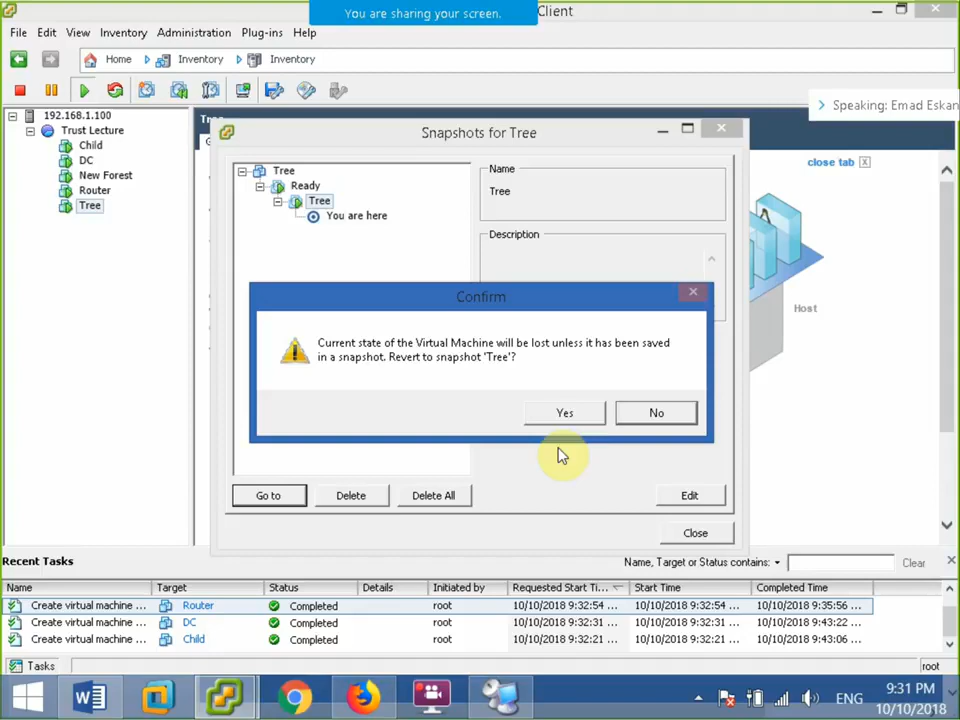 You are sharing your screen.
Client
File Edit View Inventory Administration Plug-ins Help
Home Inventory Inventory
Speaking: Emad Eskan
192.168.1.100
Trust Lecture
Child
DC
New Forest
Router
Tree
Tree
close tab
Host
Snapshots for Tree
Tree
Ready
Tree
You are here
Name
Tree
Description
Confirm
Current state of the Virtual Machine will be lost unless it has been saved
in a snapshot. Revert to snapshot 'Tree'?
Yes No
Go to Delete Delete All Edit
Close
Recent Tasks Name, Target or Status contains: Clear
Name Target Status Details Initiated by Requested Start Ti... Start Time Completed Time
Create virtual machine ... Router Completed root 10/10/2018 9:32:54 ... 10/10/2018 9:32:54 ... 10/10/2018 9:35:56 ...
Create virtual machine ... DC Completed root 10/10/2018 9:32:31 ... 10/10/2018 9:32:31 ... 10/10/2018 9:43:22 ...
Create virtual machine ... Child Completed root 10/10/2018 9:32:21 ... 10/10/2018 9:32:21 ... 10/10/2018 9:43:06 ...
Tasks root
ENG 9:31 PM
10/10/2018